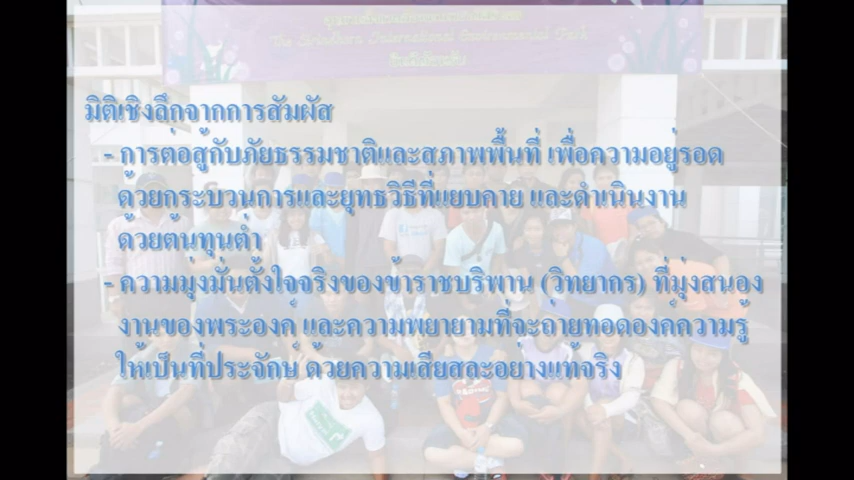 The Sirindhorn International Environmental Park
มิติเชิงลึกจากการสัมผัส
- การต่อสู้กับภัยธรรมชาติและสภาพพื้นที่ เพื่อความอยู่รอด
ด้วยกระบวนการและยุทธวิธีที่แยบคาย และดำเนินงาน
ด้วยต้นทุนต่ำ
- ความมุ่งมั่นตั้งใจจริงของข้าราชบริพาน (วิทยากร) ที่มุ่งสนอง
งานของพระองค์ และความพยายามที่จะถ่ายทอดองค์ความรู้
ให้เป็นที่ประจักษ์ ด้วยความเสียสละอย่างแท้จริง